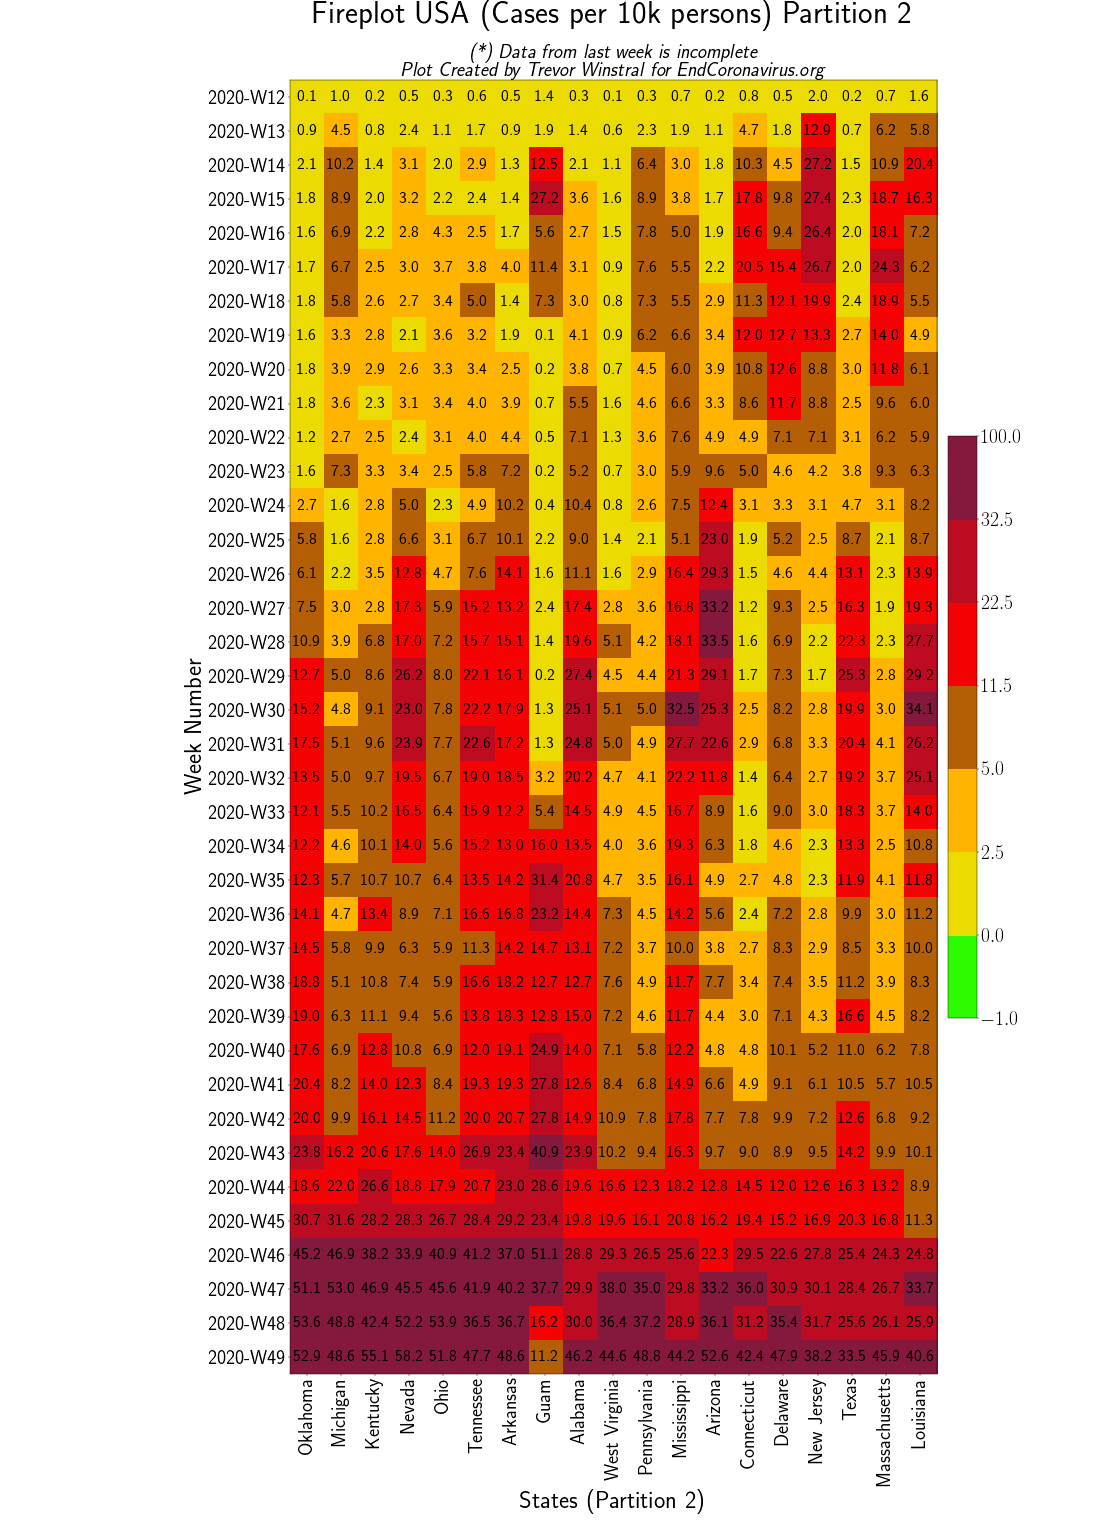 Fireplot USA (Cases per 10k persons) Partition 2
(*) Data from last week is incomplete
Plot Created by Trevor Winstral for EndCoronavirus.org
2020-W12 0.1 1.0 0.2 0.5 0.3 0.6 0.5 1.4 0.3 0.1 0.3 0.7 0.2 0.8 0.5 2.0 0.2 0.7 1.6
2020-W13 0.9 4.5 0.8 2.4 1.1 1.7 0.9 1.9 1.4 0.6 2.3 1.9 1.1 4.7 1.8 12.9 0.7 6.2 5.8
2020-W14 2.1 10.2 1.4 3.1 2.0 2.9 1.3 12.5 2.1 1.1 6.4 3.0 1.8 10.3 4.5 27.2 1.5 10.9 20.4
2020-W15 1.8 8.9 2.0 3.2 2.2 2.4 1.4 27.2 3.6 1.6 8.9 3.8 1.7 17.8 9.8 27.4 2.3 18.7 16.3
2020-W16 1.6 6.9 2.2 2.8 4.3 2.5 1.7 5.6 2.7 1.5 7.8 5.0 1.9 16.6 9.4 26.4 2.0 18.1 7.2
2020-W17 1.7 6.7 2.5 3.0 3.7 3.8 4.0 11.4 3.1 0.9 7.6 5.5 2.2 20.5 15.4 26.7 2.0 24.3 6.2
2020-W18 1.8 5.8 2.6 2.7 3.4 5.0 1.4 7.3 3.0 0.8 7.3 5.5 2.9 11.3 12.1 19.9 2.4 18.9 5.5
2020-W19 1.6 3.3 2.8 2.1 3.6 3.2 1.9 0.1 4.1 0.9 6.2 6.6 3.4 12.0 12.7 13.3 2.7 14.0 4.9
2020-W20 1.8 3.9 2.9 2.6 3.3 3.4 2.5 0.2 3.8 0.7 4.5 6.0 3.9 10.8 12.6 8.8 3.0 11.8 6.1
2020-W21 1.8 3.6 2.3 3.1 3.4 4.0 3.9 0.7 5.5 1.6 4.6 6.6 3.3 8.6 11.7 8.8 2.5 9.6 6.0
2020-W22 1.2 2.7 2.5 2.4 3.1 4.0 4.4 0.5 7.1 1.3 3.6 7.6 4.9 4.9 7.1 7.1 3.1 6.2 5.9
2020-W23 1.6 7.3 3.3 3.4 2.5 5.8 7.2 0.2 5.2 0.7 3.0 5.9 9.6 5.0 4.6 4.2 3.8 9.3 6.3
2020-W24 2.7 1.6 2.8 5.0 2.3 4.9 10.2 0.4 10.4 0.8 2.6 7.5 12.4 3.1 3.3 3.1 4.7 3.1 8.2
2020-W25 5.8 1.6 2.8 6.6 3.1 6.7 10.1 2.2 9.0 1.4 2.1 5.1 23.0 1.9 5.2 2.5 8.7 2.1 8.7
2020-W26 6.1 2.2 3.5 12.8 4.7 7.6 14.1 1.6 11.1 1.6 2.9 16.4 29.3 1.5 4.6 4.4 13.1 2.3 13.9
2020-W27 7.5 3.0 2.8 17.3 5.9 15.2 13.2 2.4 17.4 2.8 3.6 16.8 33.2 1.2 9.3 2.5 16.3 1.9 19.3
2020-W28 10.9 3.9 6.8 17.0 7.2 15.7 15.1 1.4 19.6 5.1 4.2 18.1 33.5 1.6 6.9 2.2 22.3 2.3 27.7
2020-W29 12.7 5.0 8.6 26.2 8.0 22.1 16.1 0.2 27.4 4.5 4.4 21.3 29.1 1.7 7.3 1.7 25.3 2.8 29.2
2020-W30 15.2 4.8 9.1 23.0 7.8 22.2 17.9 1.3 25.1 5.1 5.0 32.5 25.3 2.5 8.2 2.8 19.9 3.0 34.1
2020-W31 17.5 5.1 9.6 23.9 7.7 22.6 17.2 1.3 24.8 5.0 4.9 27.7 22.6 2.9 6.8 3.3 20.4 4.1 26.2
2020-W32 13.5 5.0 9.7 19.5 6.7 19.0 18.5 3.2 20.2 4.7 4.1 22.2 11.8 1.4 6.4 2.7 19.2 3.7 25.1
2020-W33 12.1 5.5 10.2 16.5 6.4 15.9 12.2 5.4 14.5 4.9 4.5 16.7 8.9 1.6 9.0 3.0 18.3 3.7 14.0
2020-W34 12.2 4.6 10.1 14.0 5.6 15.2 13.0 16.0 13.5 4.0 3.6 19.3 6.3 1.8 4.6 2.3 13.3 2.5 10.8
2020-W35 12.3 5.7 10.7 10.7 6.4 13.5 14.2 31.4 20.8 4.7 3.5 16.1 4.9 2.7 4.8 2.3 11.9 4.1 11.8
2020-W36 14.1 4.7 13.4 8.9 7.1 16.6 16.8 23.2 14.4 7.3 4.5 14.2 5.6 2.4 7.2 2.8 9.9 3.0 11.2
2020-W37 14.5 5.8 9.9 6.3 5.9 11.3 14.2 14.7 13.1 7.2 3.7 10.0 3.8 2.7 8.3 2.9 8.5 3.3 10.0
2020-W38 18.8 5.1 10.8 7.4 5.9 16.6 18.2 12.7 12.7 7.6 4.9 11.7 7.7 3.4 7.4 3.5 11.2 3.9 8.3
2020-W39 19.0 6.3 11.1 9.4 5.6 13.8 18.3 12.8 15.0 7.2 4.6 11.7 4.4 3.0 7.1 4.3 16.6 4.5 8.2
2020-W40 17.6 6.9 12.8 10.8 6.9 12.0 19.1 24.9 14.0 7.1 5.8 12.2 4.8 4.8 10.1 5.2 11.0 6.2 7.8
2020-W41 20.4 8.2 14.0 12.3 8.4 19.3 19.3 27.8 12.6 8.4 6.8 14.9 6.6 4.9 9.1 6.1 10.5 5.7 10.5
2020-W42 20.0 9.9 16.1 14.5 11.2 20.0 20.7 27.8 14.9 10.9 7.8 17.8 7.7 7.8 9.9 7.2 12.6 6.8 9.2
2020-W43 23.8 16.2 20.6 17.6 14.0 26.9 23.4 40.9 23.9 10.2 9.4 16.3 9.7 9.0 8.9 9.5 14.2 9.9 10.1
2020-W44 18.6 22.0 26.6 18.8 17.9 20.7 23.0 28.6 19.6 16.6 12.3 18.2 12.8 14.5 12.0 12.6 16.3 13.2 8.9
2020-W45 30.7 31.6 28.2 28.3 26.7 28.4 29.2 23.4 19.8 19.6 16.1 20.8 16.2 19.4 15.2 16.9 20.3 16.8 11.3
2020-W46 45.2 46.9 38.2 33.9 40.9 41.2 37.0 51.1 28.8 29.3 26.5 25.6 22.3 29.5 22.6 27.8 25.4 24.3 24.8
2020-W47 51.1 53.0 46.9 45.5 45.6 41.9 40.2 37.7 29.9 38.0 35.0 29.8 33.2 36.0 30.9 30.1 28.4 26.7 33.7
2020-W48 53.6 48.8 42.4 52.2 53.9 36.5 36.7 16.2 30.0 36.4 37.2 28.9 36.1 31.2 35.4 31.7 25.6 26.1 25.9
2020-W49 52.9 48.6 55.1 58.2 51.8 47.7 48.6 11.2 46.2 44.6 48.8 44.2 52.6 42.4 47.9 38.2 33.5 45.9 40.6
Oklahoma Michigan Kentucky Nevada Ohio Tennessee Arkansas Guam Alabama West Virginia Pennsylvania Mississippi Arizona Connecticut Delaware New Jersey Texas Massachusetts Louisiana
States (Partition 2)
Week Number
100.0
32.5
22.5
11.5
5.0
2.5
0.0
−1.0